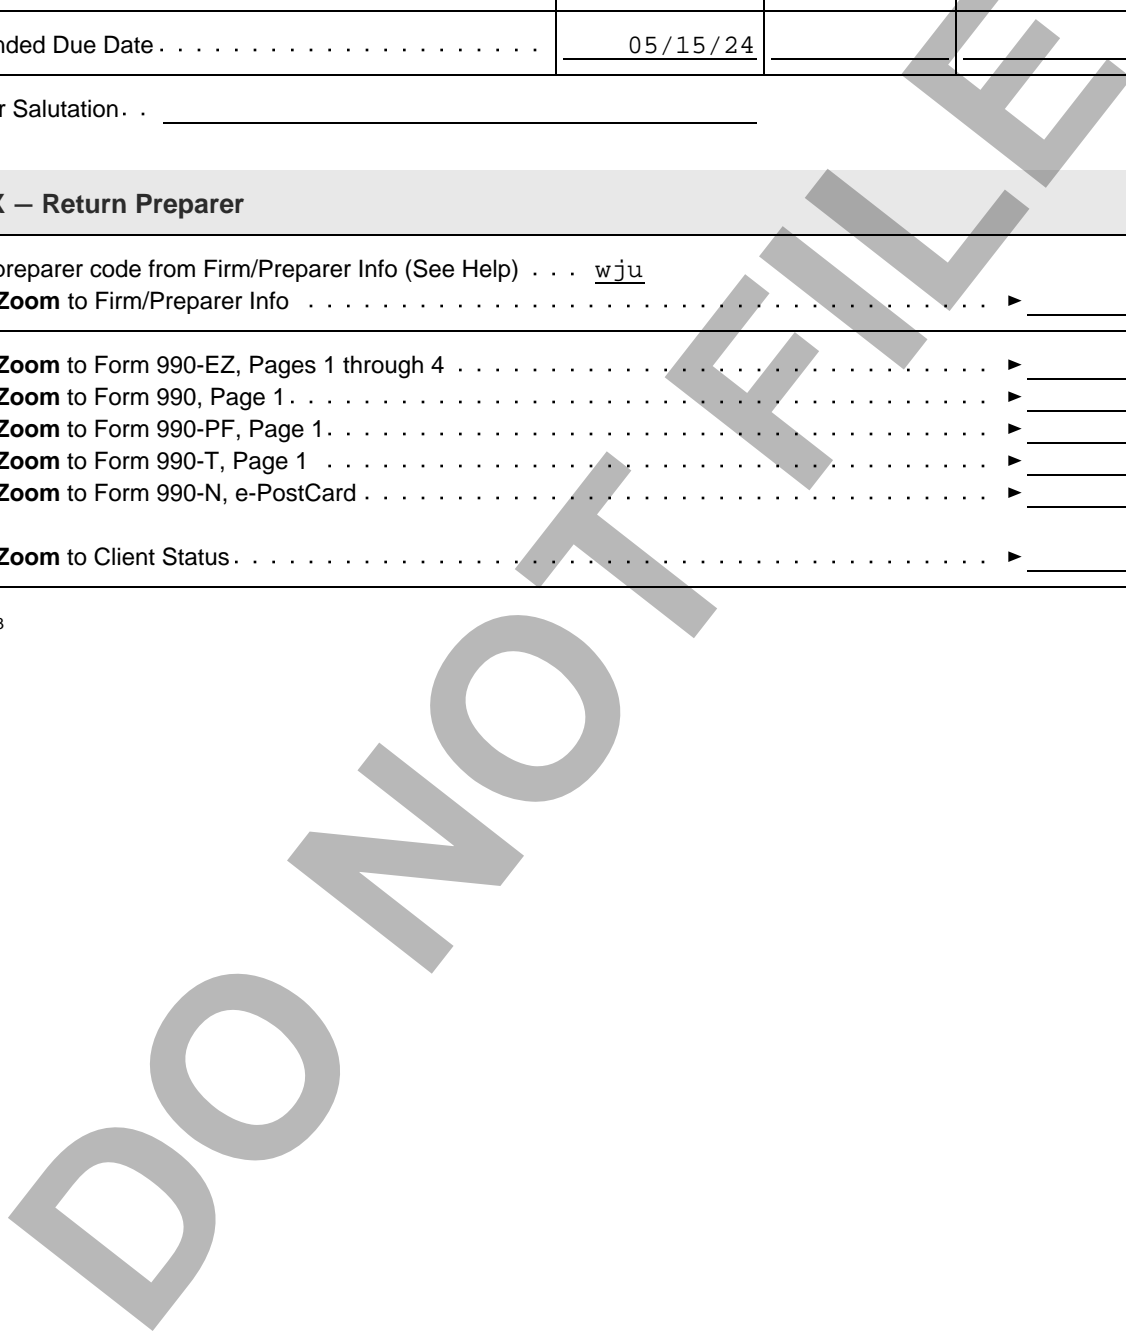 nded Due Date . . . . . . . . . . . . . . . . . . . . . 05/15/24
r Salutation . .
X — Return Preparer
preparer code from Firm/Preparer Info (See Help) . . . wju
Zoom to Firm/Preparer Info . . . . . . . . . . . . . . . . . . . . . . . . . . . . . . . . . . . . . ►
Zoom to Form 990-EZ, Pages 1 through 4 . . . . . . . . . . . . . . . . . . . . . . . . . . . . . ►
Zoom to Form 990, Page 1 . . . . . . . . . . . . . . . . . . . . . . . . . . . . . . . . . . . . . . ►
Zoom to Form 990-PF, Page 1 . . . . . . . . . . . . . . . . . . . . . . . . . . . . . . . . . . . . ►
Zoom to Form 990-T, Page 1 . . . . . . . . . . . . . . . . . . . . . . . . . . . . . . . . . . . . ►
Zoom to Form 990-N, e-PostCard . . . . . . . . . . . . . . . . . . . . . . . . . . . . . . . . . . ►
Zoom to Client Status . . . . . . . . . . . . . . . . . . . . . . . . . . . . . . . . . . . . . . . . . ►
DO NOT FILE